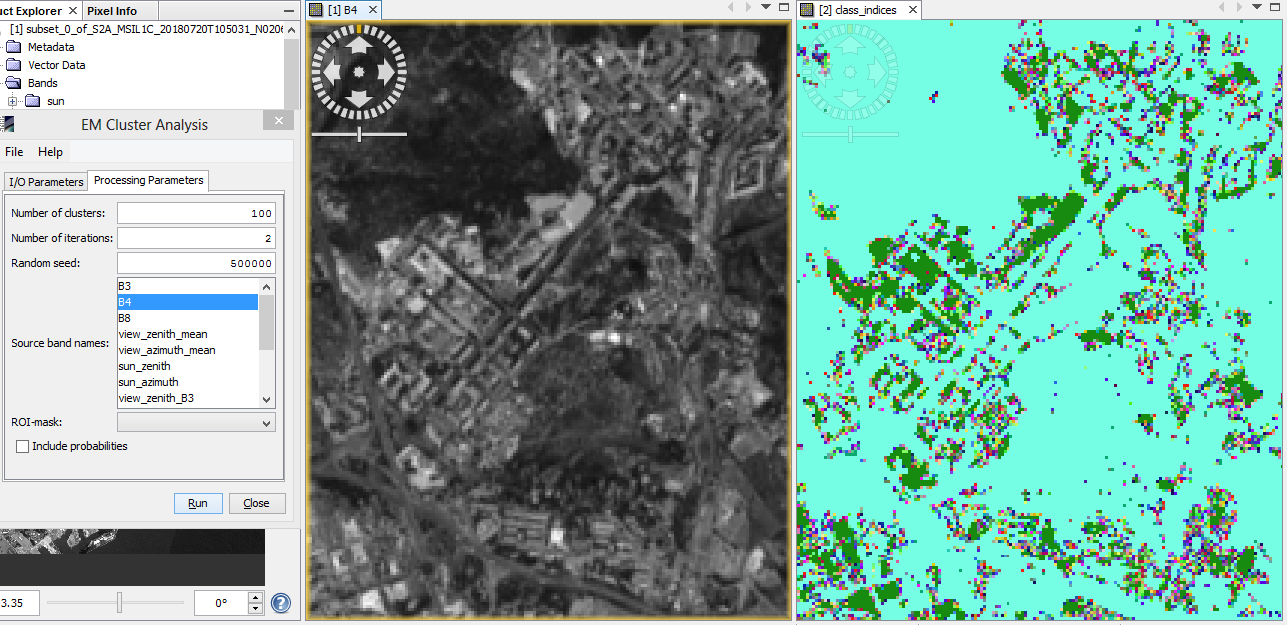 uct Explorer
Pixel Info
[1] subset_0_of_S2A_MSIL1C_20180720T105031_N020
Metadata
Vector Data
Bands
sun
EM Cluster Analysis
File Help
I/O Parameters Processing Parameters
Number of clusters: 100
Number of iterations: 2
Random seed: 500000
Source band names:
B3
B4
B8
view_zenith_mean
view_azimuth_mean
sun_zenith
sun_azimuth
view_zenith_B3
ROI-mask:
Include probabilities
Run Close
3.35 0°
[1] B4
[2] class_indices